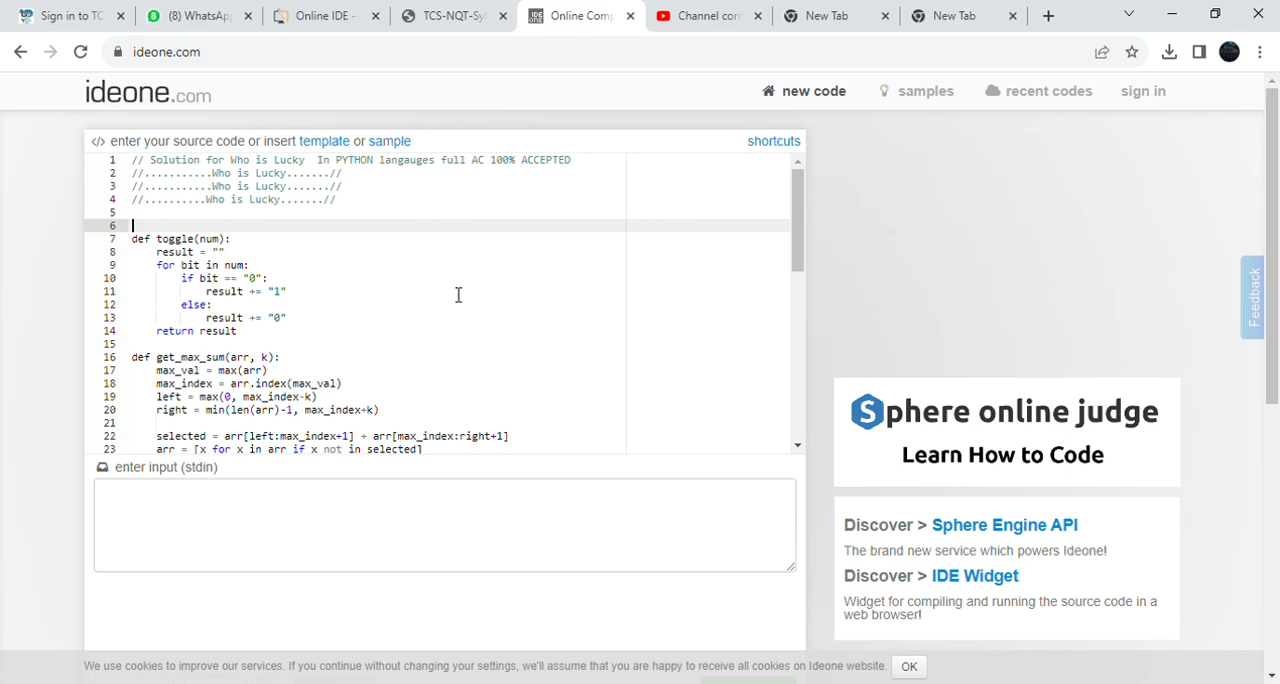 Sign in to TC
(8) WhatsApp
Online IDE -
TCS-NQT-Syl
Online Comp
Channel con
New Tab
New Tab
ideone.com
ideone.com
new code
samples
recent codes
sign in
</> enter your source code or insert template or sample
shortcuts
1 // Solution for Who is Lucky  In PYTHON langauges full AC 100% ACCEPTED
2 //...........Who is Lucky.......//
3 //...........Who is Lucky.......//
4 //..........Who is Lucky.......//
5
6
7 def toggle(num):
8     result = ""
9     for bit in num:
10         if bit == "0":
11             result += "1"
12         else:
13             result += "0"
14     return result
15
16 def get_max_sum(arr, k):
17     max_val = max(arr)
18     max_index = arr.index(max_val)
19     left = max(0, max_index-k)
20     right = min(len(arr)-1, max_index+k)
21
22     selected = arr[left:max_index+1] + arr[max_index:right+1]
23     arr = [x for x in arr if x not in selected]
enter input (stdin)
Feedback
Sphere online judge
Learn How to Code
Discover > Sphere Engine API
The brand new service which powers Ideone!
Discover > IDE Widget
Widget for compiling and running the source code in a
web browser!
We use cookies to improve our services. If you continue without changing your settings, we'll assume that you are happy to receive all cookies on Ideone website.
OK